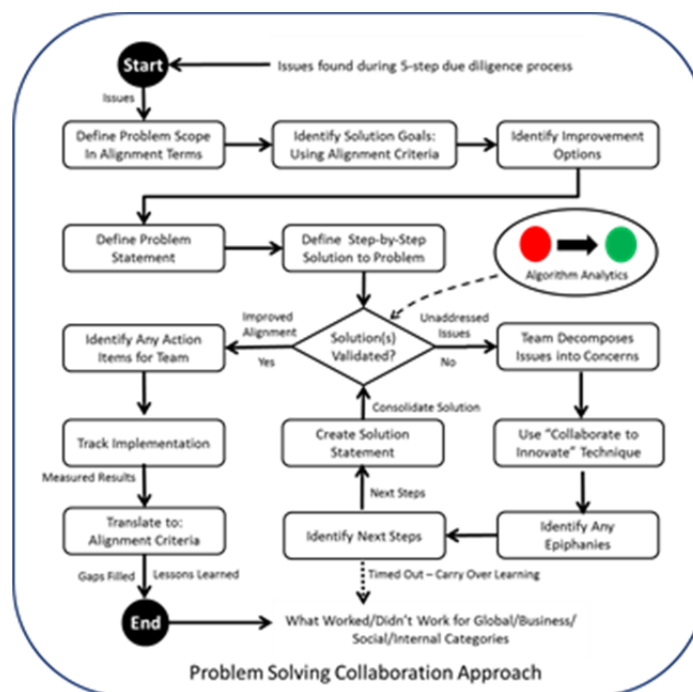 Start
Issues found during 5-step due diligence process
Issues
Define Problem Scope
In Alignment Terms
Identify Solution Goals:
Using Alignment Criteria
Identify Improvement
Options
Define Problem
Statement
Define Step-by-Step
Solution to Problem
Algorithm Analytics
Identify Any Action
Items for Team
Improved
Alignment
Yes
Solution(s)
Validated?
Unaddressed
Issues
No
Team Decomposes
Issues into Concerns
Consolidate Solution
Track Implementation
Create Solution
Statement
Use "Collaborate to
Innovate" Technique
Measured Results
Next Steps
Translate to:
Alignment Criteria
Identify Next Steps
Identify Any
Epiphanies
Gaps Filled
Lessons Learned
Timed Out – Carry Over Learning
End
What Worked/Didn't Work for Global/Business/
Social/Internal Categories
Problem Solving Collaboration Approach